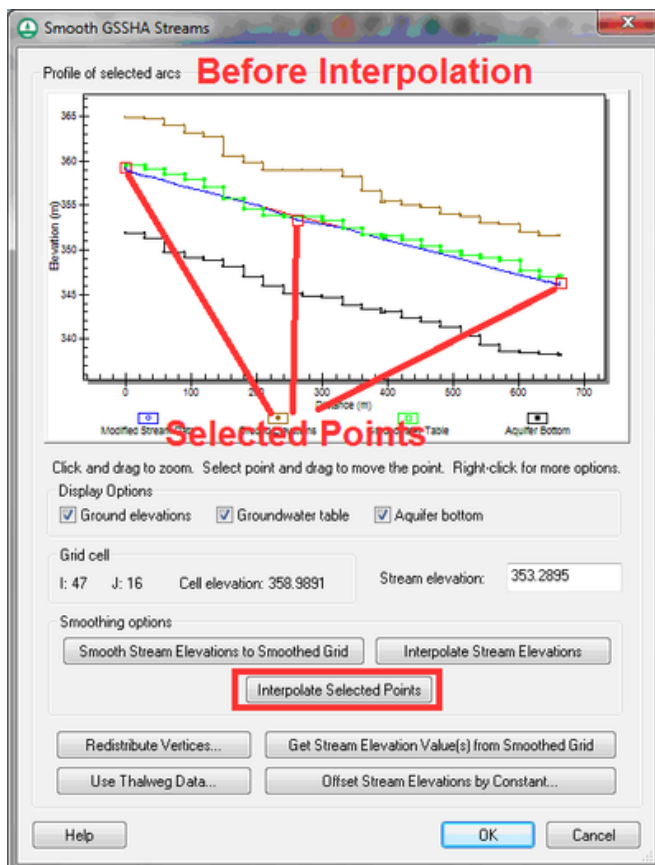 Smooth GSSHA Streams
Profile of selected arcs
Before Interpolation
365
360
355
350
345
340
Elevation (m)
0 100 200 300 400 500 600 700
Distance (m)
Modified Stream
Table
Aquifer Bottom
Selected Points
Click and drag to zoom. Select point and drag to move the point. Right-click for more options.
Display Options
Ground elevations Groundwater table Aquifer bottom
Grid cell
I: 47 J: 16 Cell elevation: 358.9891
Stream elevation: 353.2895
Smoothing options
Smooth Stream Elevations to Smoothed Grid Interpolate Stream Elevations
Interpolate Selected Points
Redistribute Vertices... Get Stream Elevation Value(s) from Smoothed Grid
Use Thalweg Data... Offset Stream Elevations by Constant...
Help OK Cancel